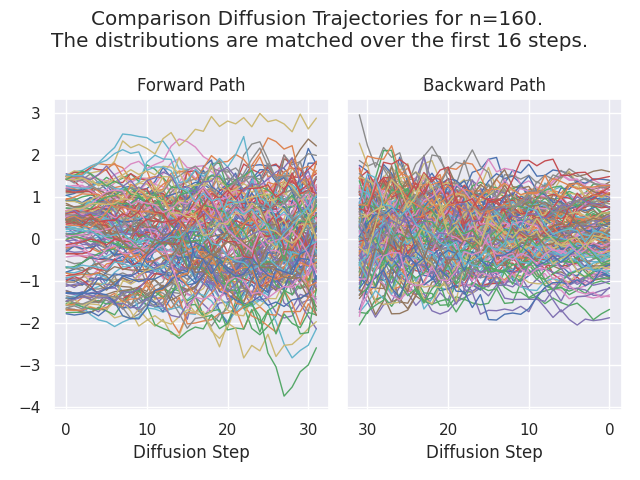 Comparison Diffusion Trajectories for n=160.
The distributions are matched over the first 16 steps.
Forward Path
Backward Path
3
2
1
0
−1
−2
−3
−4
0 10 20 30
30 20 10 0
Diffusion Step
Diffusion Step